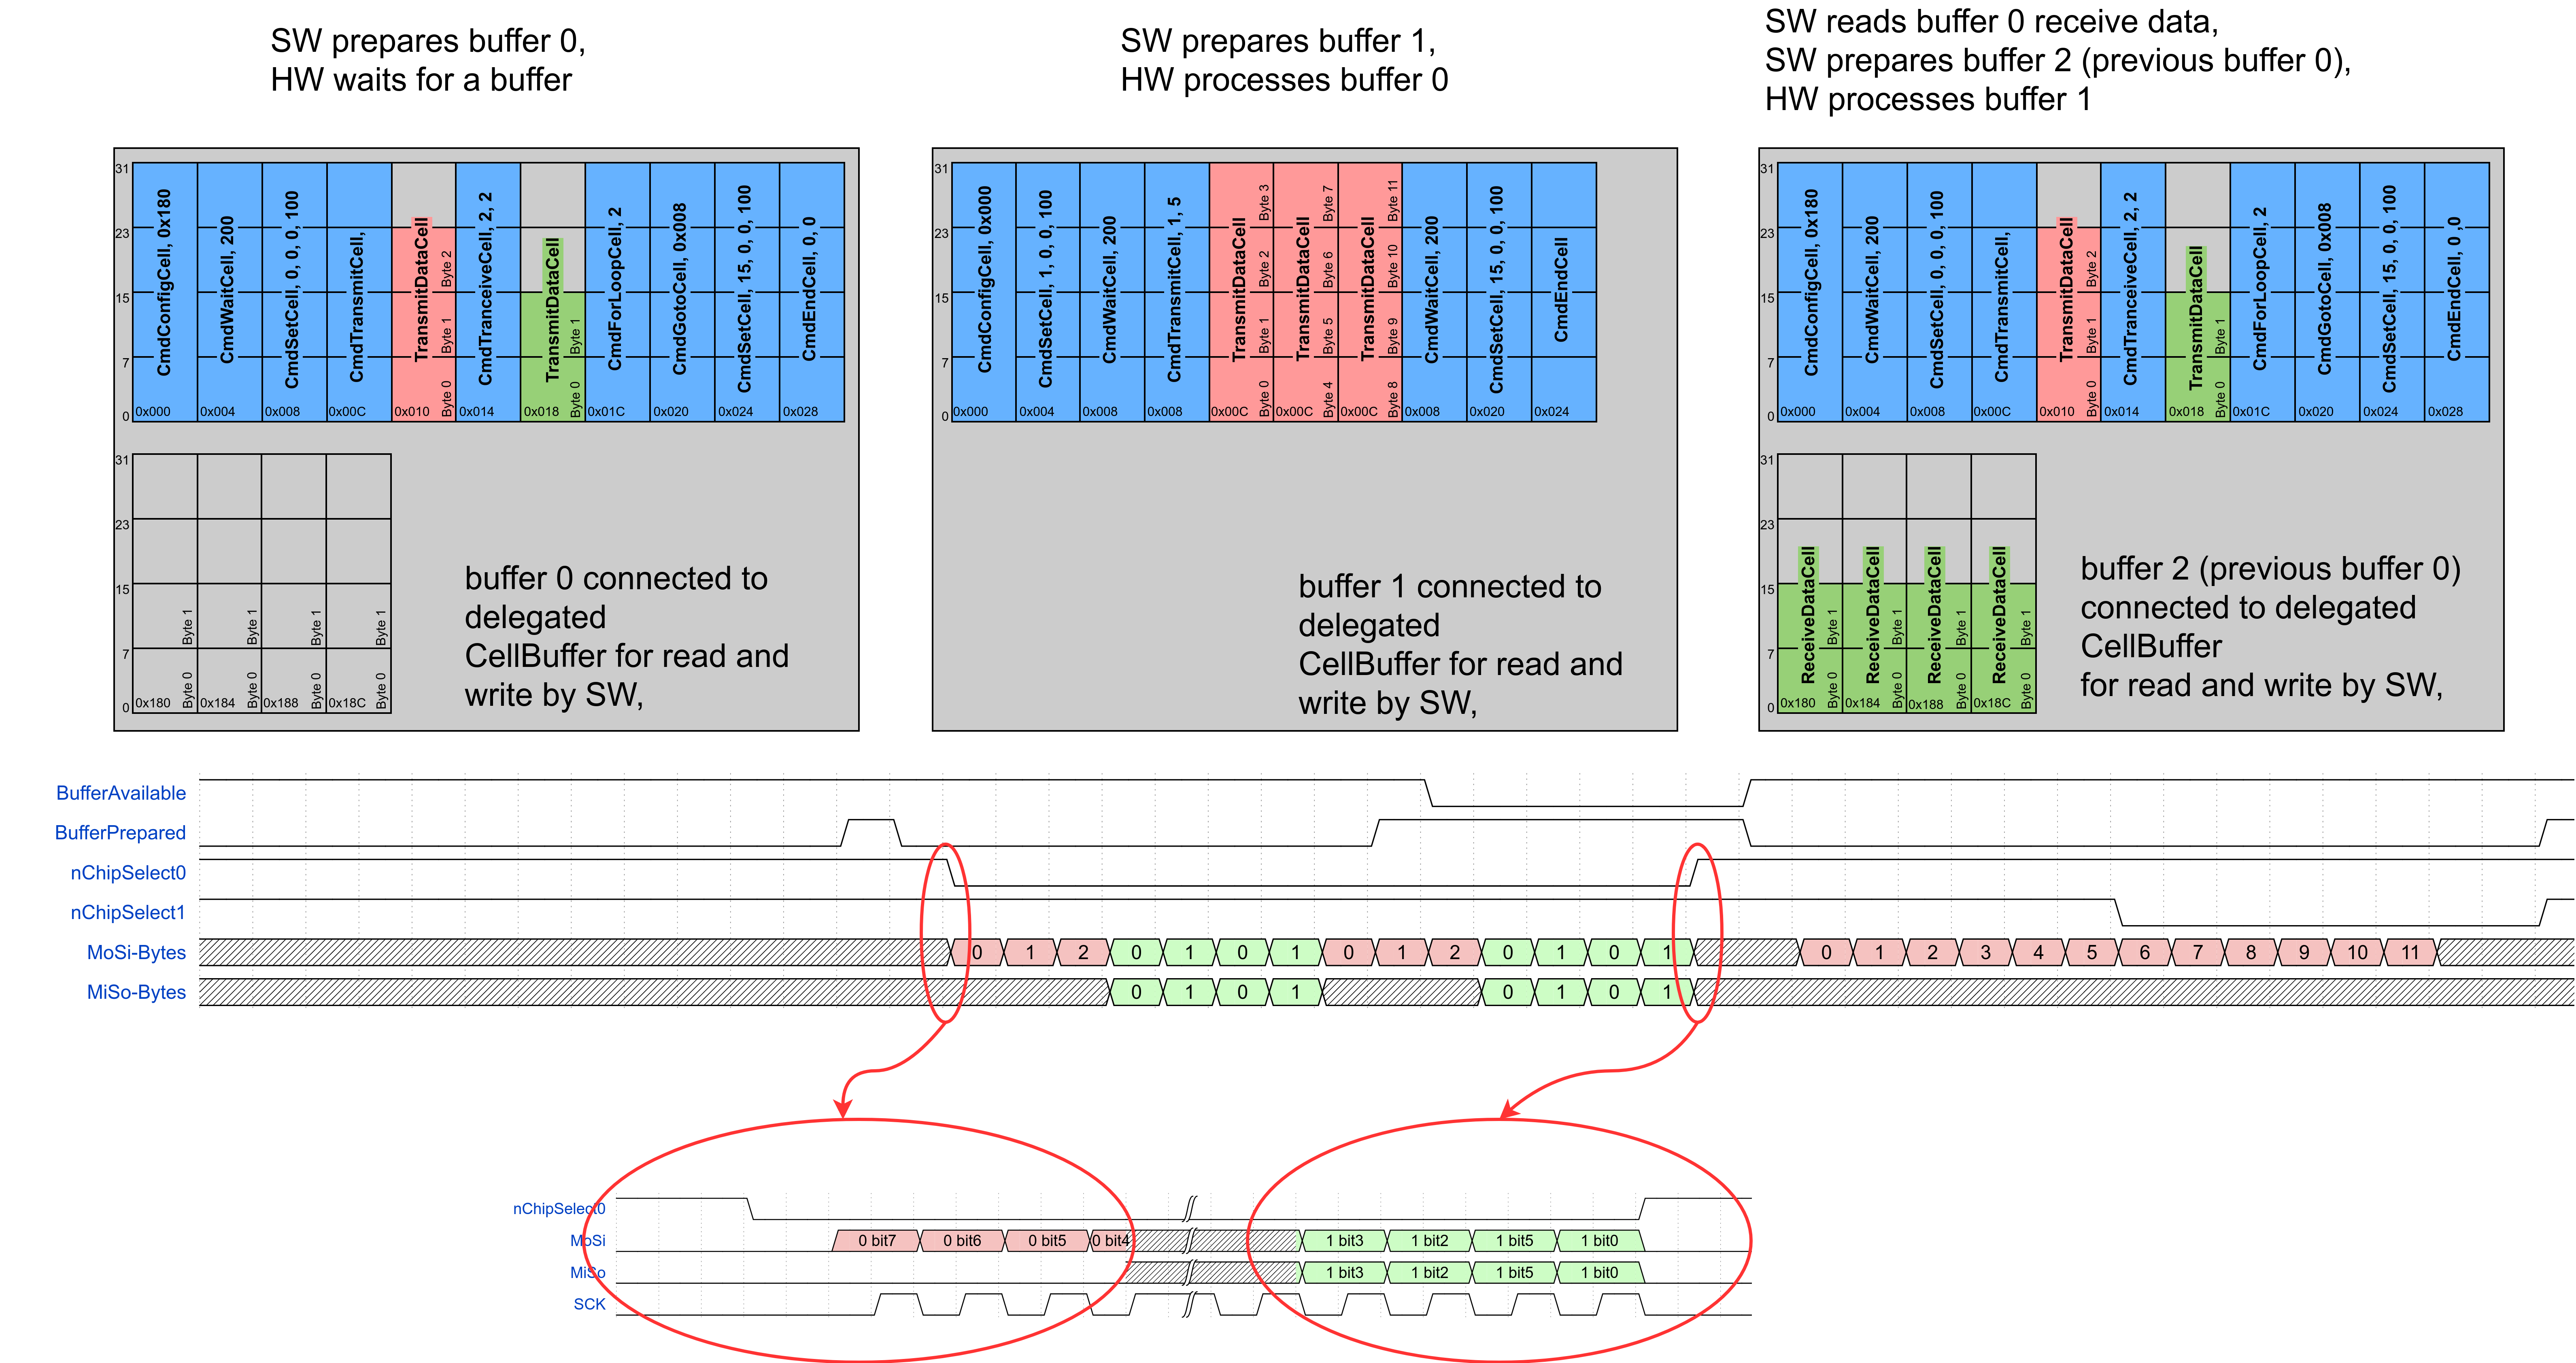 SW prepares buffer 0,
HW waits for a buffer
SW prepares buffer 1,
HW processes buffer 0
SW reads buffer 0 receive data,
SW prepares buffer 2 (previous buffer 0),
HW processes buffer 1
31
23
15
7
0
CmdConfigCell, 0x180
0x000
CmdWaitCell, 200
0x004
CmdSetCell, 0, 0, 0, 100
0x008
CmdTransmitCell,
0x00C
TransmitDataCell
Byte 2
Byte 1
Byte 0
0x010
CmdTranceiveCell, 2, 2
0x014
TransmitDataCell
Byte 1
Byte 0
0x018
CmdForLoopCell, 2
0x01C
CmdGotoCell, 0x008
0x020
CmdSetCell, 15, 0, 0, 100
0x024
CmdEndCell, 0, 0
0x028
31
23
15
7
0
Byte 1
Byte 0
0x180
Byte 1
Byte 0
0x184
Byte 1
Byte 0
0x188
Byte 1
Byte 0
0x18C
buffer 0 connected to
delegated
CellBuffer for read and
write by SW,
31
23
15
7
0
CmdConfigCell, 0x000
0x000
CmdSetCell, 1, 0, 0, 100
0x004
CmdWaitCell, 200
0x008
CmdTransmitCell, 1, 5
0x008
TransmitDataCell
Byte 3
Byte 2
Byte 1
Byte 0
0x00C
TransmitDataCell
Byte 7
Byte 6
Byte 5
Byte 4
0x00C
TransmitDataCell
Byte 11
Byte 10
Byte 9
Byte 8
0x00C
CmdWaitCell, 200
0x008
CmdSetCell, 15, 0, 0, 100
0x020
CmdEndCell
0x024
buffer 1 connected to
delegated
CellBuffer for read and
write by SW,
31
23
15
7
0
CmdConfigCell, 0x180
0x000
CmdWaitCell, 200
0x004
CmdSetCell, 0, 0, 0, 100
0x008
CmdTransmitCell,
0x00C
TransmitDataCell
Byte 2
Byte 1
Byte 0
0x010
CmdTranceiveCell, 2, 2
0x014
TransmitDataCell
Byte 1
Byte 0
0x018
CmdForLoopCell, 2
0x01C
CmdGotoCell, 0x008
0x020
CmdSetCell, 15, 0, 0, 100
0x024
CmdEndCell, 0 ,0
0x028
31
23
15
7
0
ReceiveDataCell
Byte 1
Byte 0
0x180
ReceiveDataCell
Byte 1
Byte 0
0x184
ReceiveDataCell
Byte 1
Byte 0
0x188
ReceiveDataCell
Byte 1
Byte 0
0x18C
buffer 2 (previous buffer 0)
connected to delegated
CellBuffer
for read and write by SW,
BufferAvailable
BufferPrepared
nChipSelect0
nChipSelect1
MoSi-Bytes 0 1 2 0 1 0 1 0 1 2 0 1 0 1 0 1 2 3 4 5 6 7 8 9 10 11
MiSo-Bytes 0 1 0 1 0 1 0 1
nChipSelect0
MoSi 0 bit7 0 bit6 0 bit5 0 bit4 1 bit3 1 bit2 1 bit5 1 bit0
MiSo 1 bit3 1 bit2 1 bit5 1 bit0
SCK